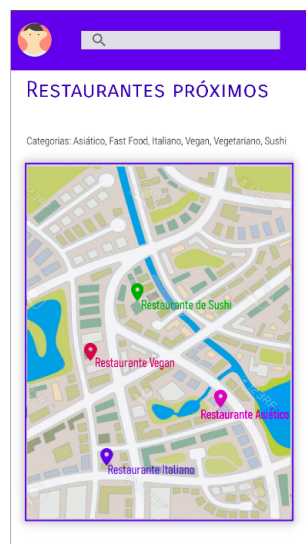 Restaurantes próximos
Categorias: Asiático, Fast Food, Italiano, Vegan, Vegetariano, Sushi
Restaurante de Sushi
Restaurante Vegan
Restaurante Asiático
Restaurante Italiano